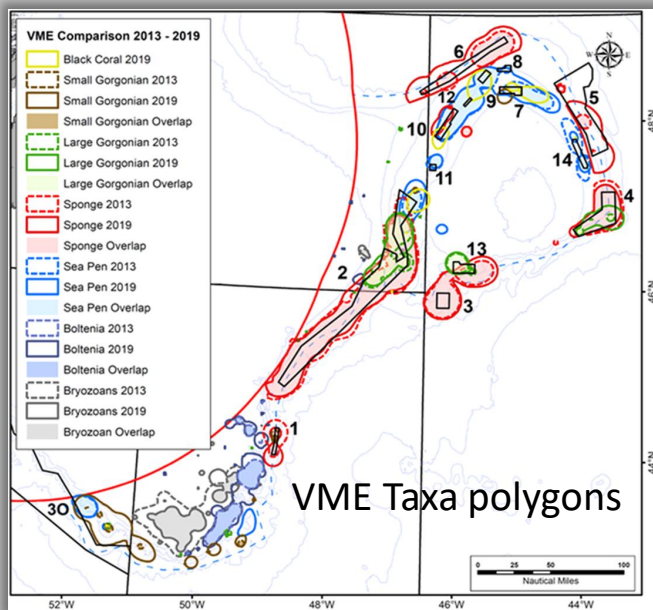 VME Comparison 2013 - 2019
Black Coral 2019
Small Gorgonian 2013
Small Gorgonian 2019
Small Gorgonian Overlap
Large Gorgonian 2013
Large Gorgonian 2019
Large Gorgonian Overlap
Sponge 2013
Sponge 2019
Sponge Overlap
Sea Pen 2013
Sea Pen 2019
Sea Pen Overlap
Boltenia 2013
Boltenia 2019
Boltenia Overlap
Bryozoans 2013
Bryozoans 2019
Bryozoan Overlap
N
W E
S
6
8
12
9
7
5
10
48°N
14
11
4
2
13
46°N
3
1
44°N
VME Taxa polygons
3O
0 25 50 100
Nautical Miles
52°W 50°W 48°W 46°W 44°W